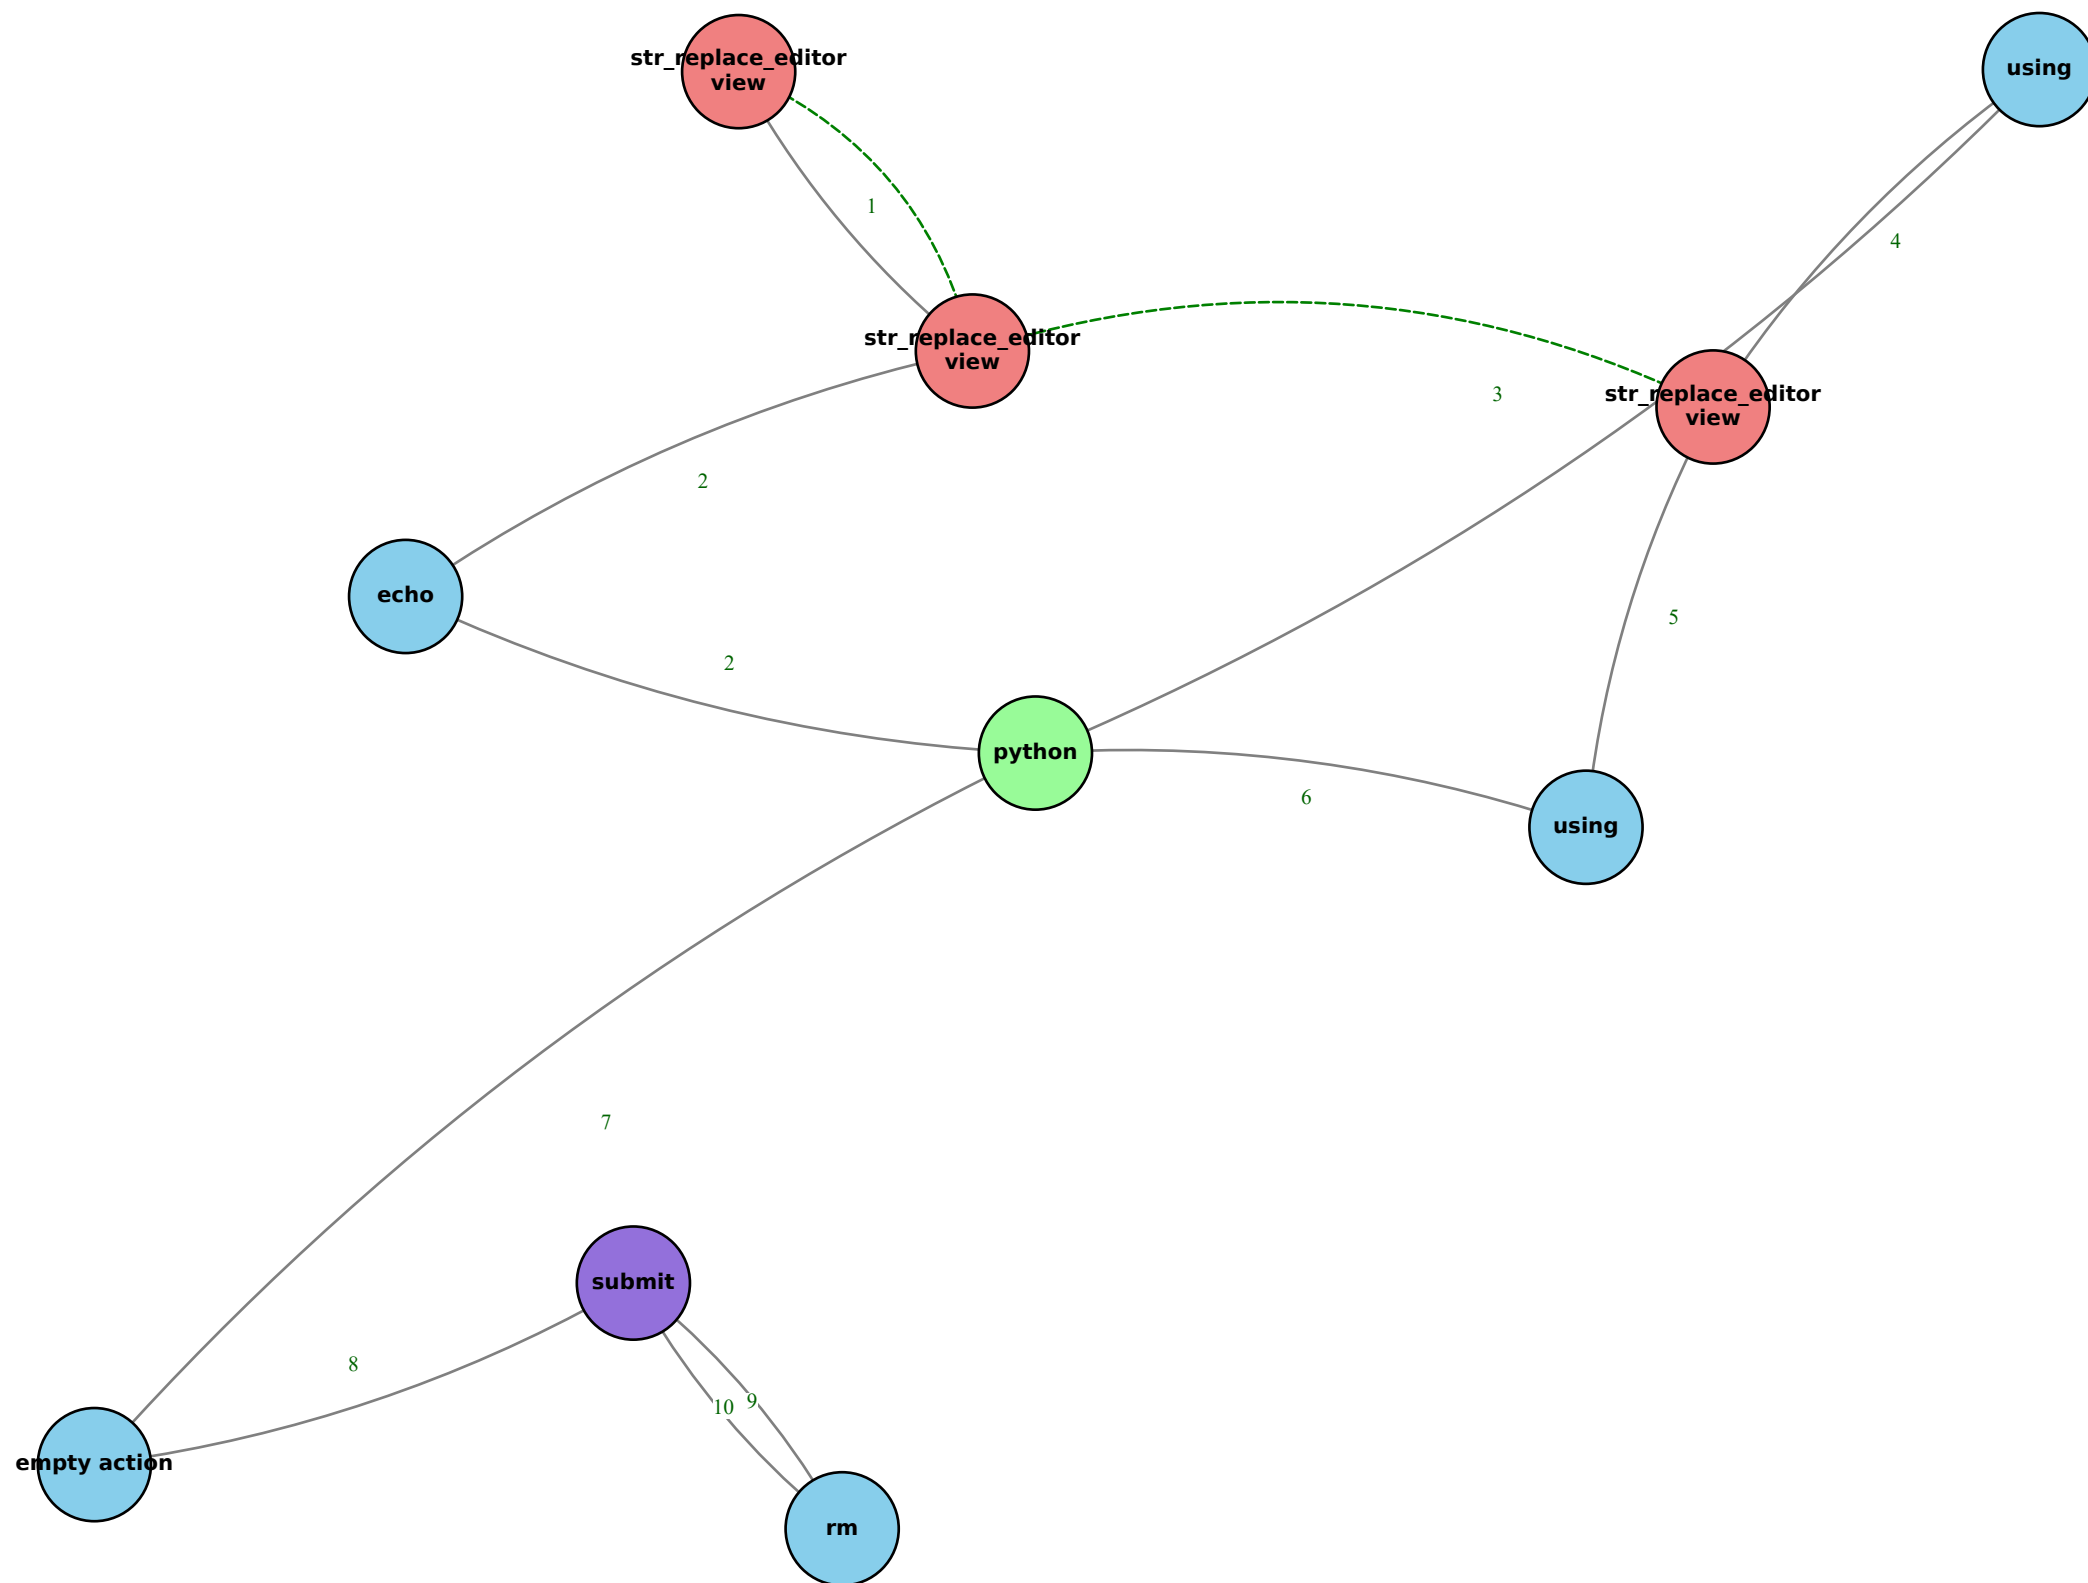 str_replace_editor
view
using
1
4
str_replace_editor
view
3
str_replace_editor
view
2
echo
5
2
python
6
using
7
submit
8
10
9
empty action
rm